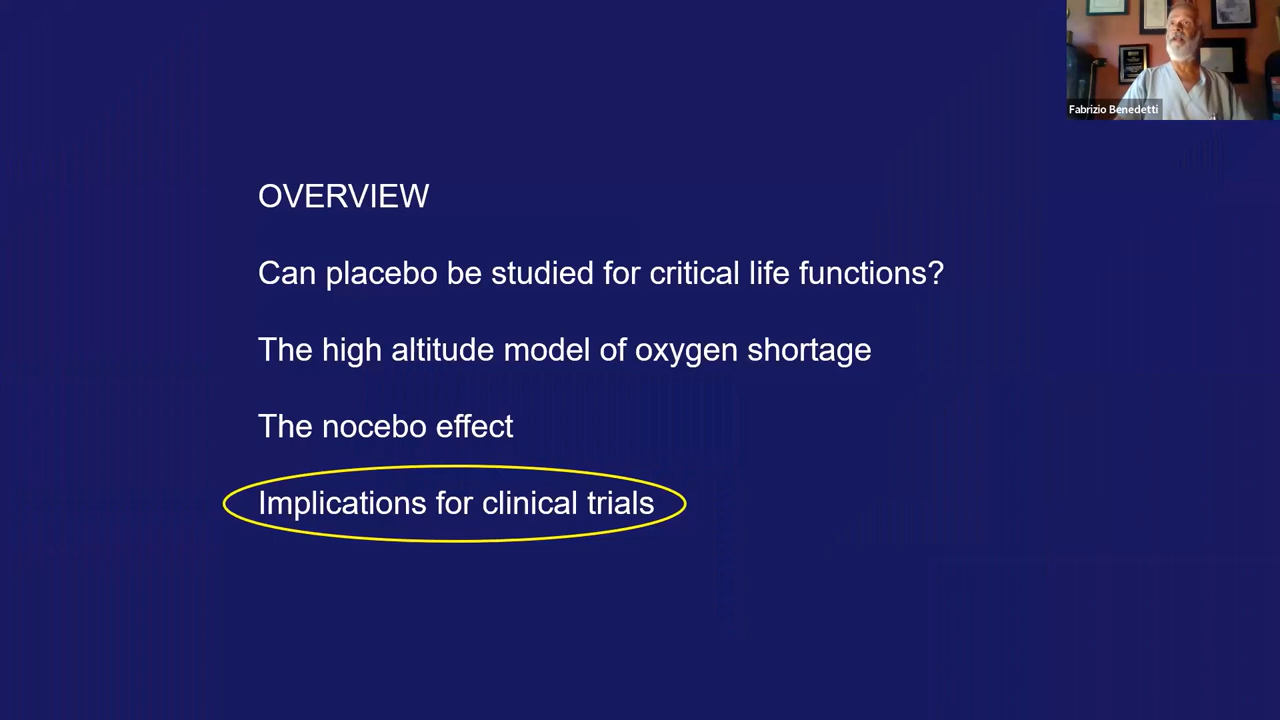 Fabrizio Benedetti
OVERVIEW
Can placebo be studied for critical life functions?
The high altitude model of oxygen shortage
The nocebo effect
Implications for clinical trials